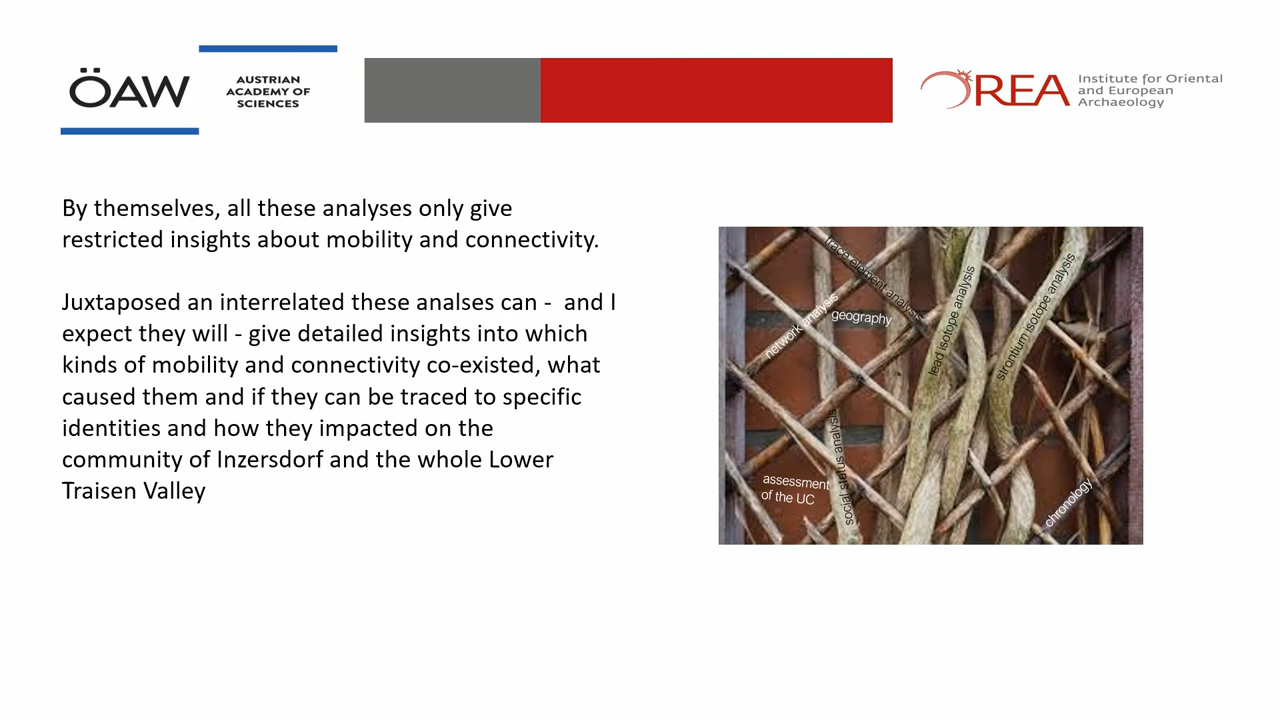 ÖAW
AUSTRIAN
ACADEMY OF
SCIENCES
OREA
Institute for Oriental
and European
Archaeology
By themselves, all these analyses only give
restricted insights about mobility and connectivity.
Juxtaposed an interrelated these analses can -  and I
expect they will - give detailed insights into which
kinds of mobility and connectivity co-existed, what
caused them and if they can be traced to specific
identities and how they impacted on the
community of Inzersdorf and the whole Lower
Traisen Valley
trace element analysis
network analysis
geography
lead isotope analysis
strontium isotope analysis
social status analysis
assessment
of the UC
chronology